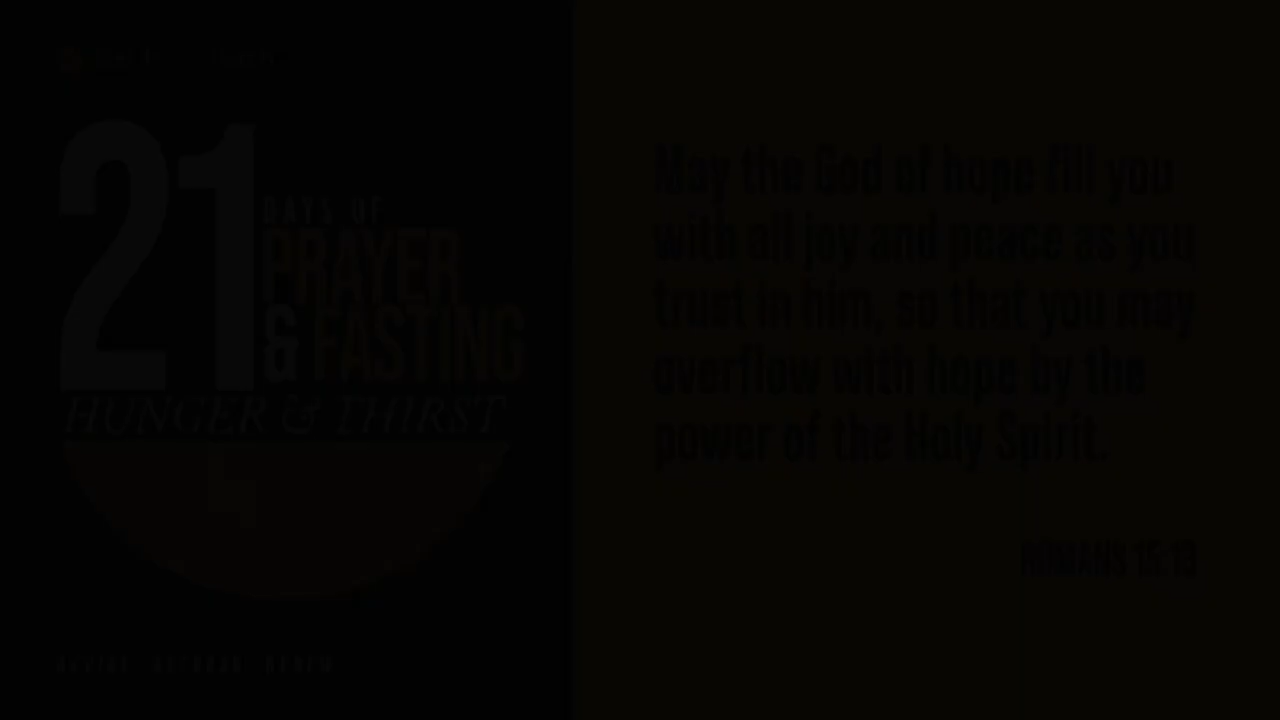 21
DAYS OF
PRAYER
& FASTING
HUNGER & THIRST
May the God of hope fill you
with all joy and peace as you
trust in him, so that you may
overflow with hope by the
power of the Holy Spirit.
ROMANS 15:13